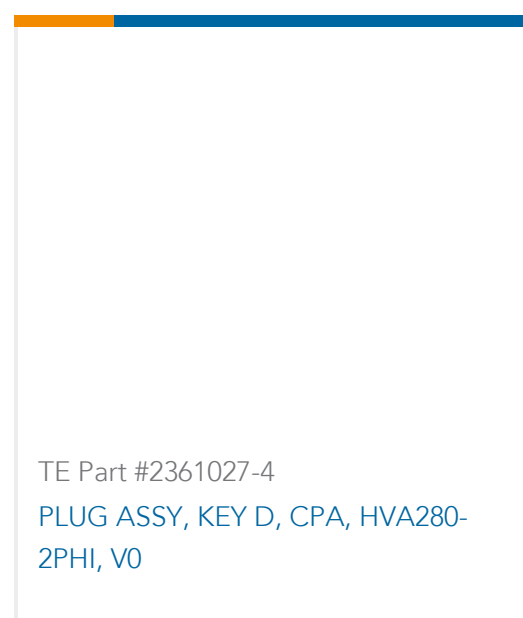 TE Part #2361027-4
PLUG ASSY, KEY D, CPA, HVA280-
2PHI, V0